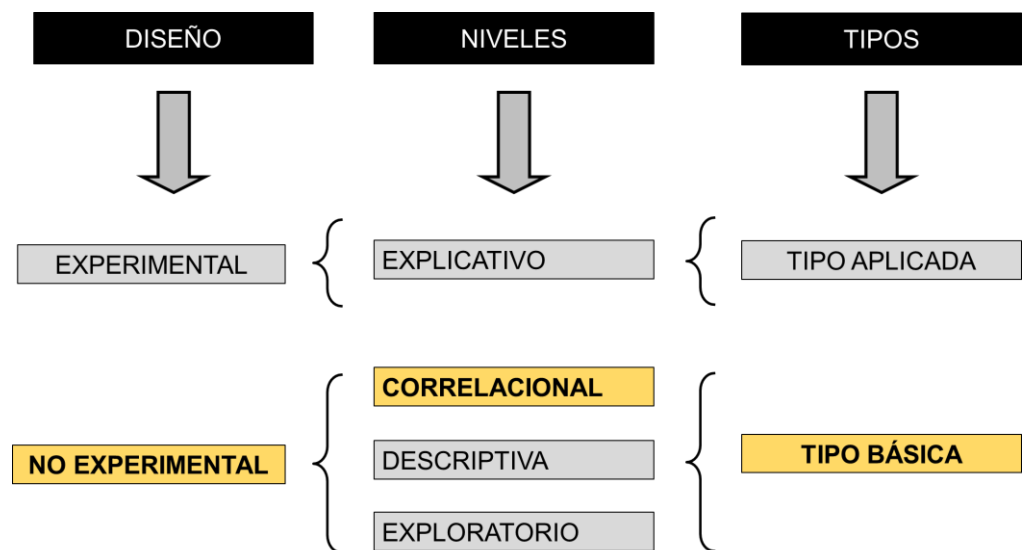 DISEÑO
NIVELES
TIPOS
EXPERIMENTAL
EXPLICATIVO
TIPO APLICADA
CORRELACIONAL
NO EXPERIMENTAL
DESCRIPTIVA
TIPO BÁSICA
EXPLORATORIO